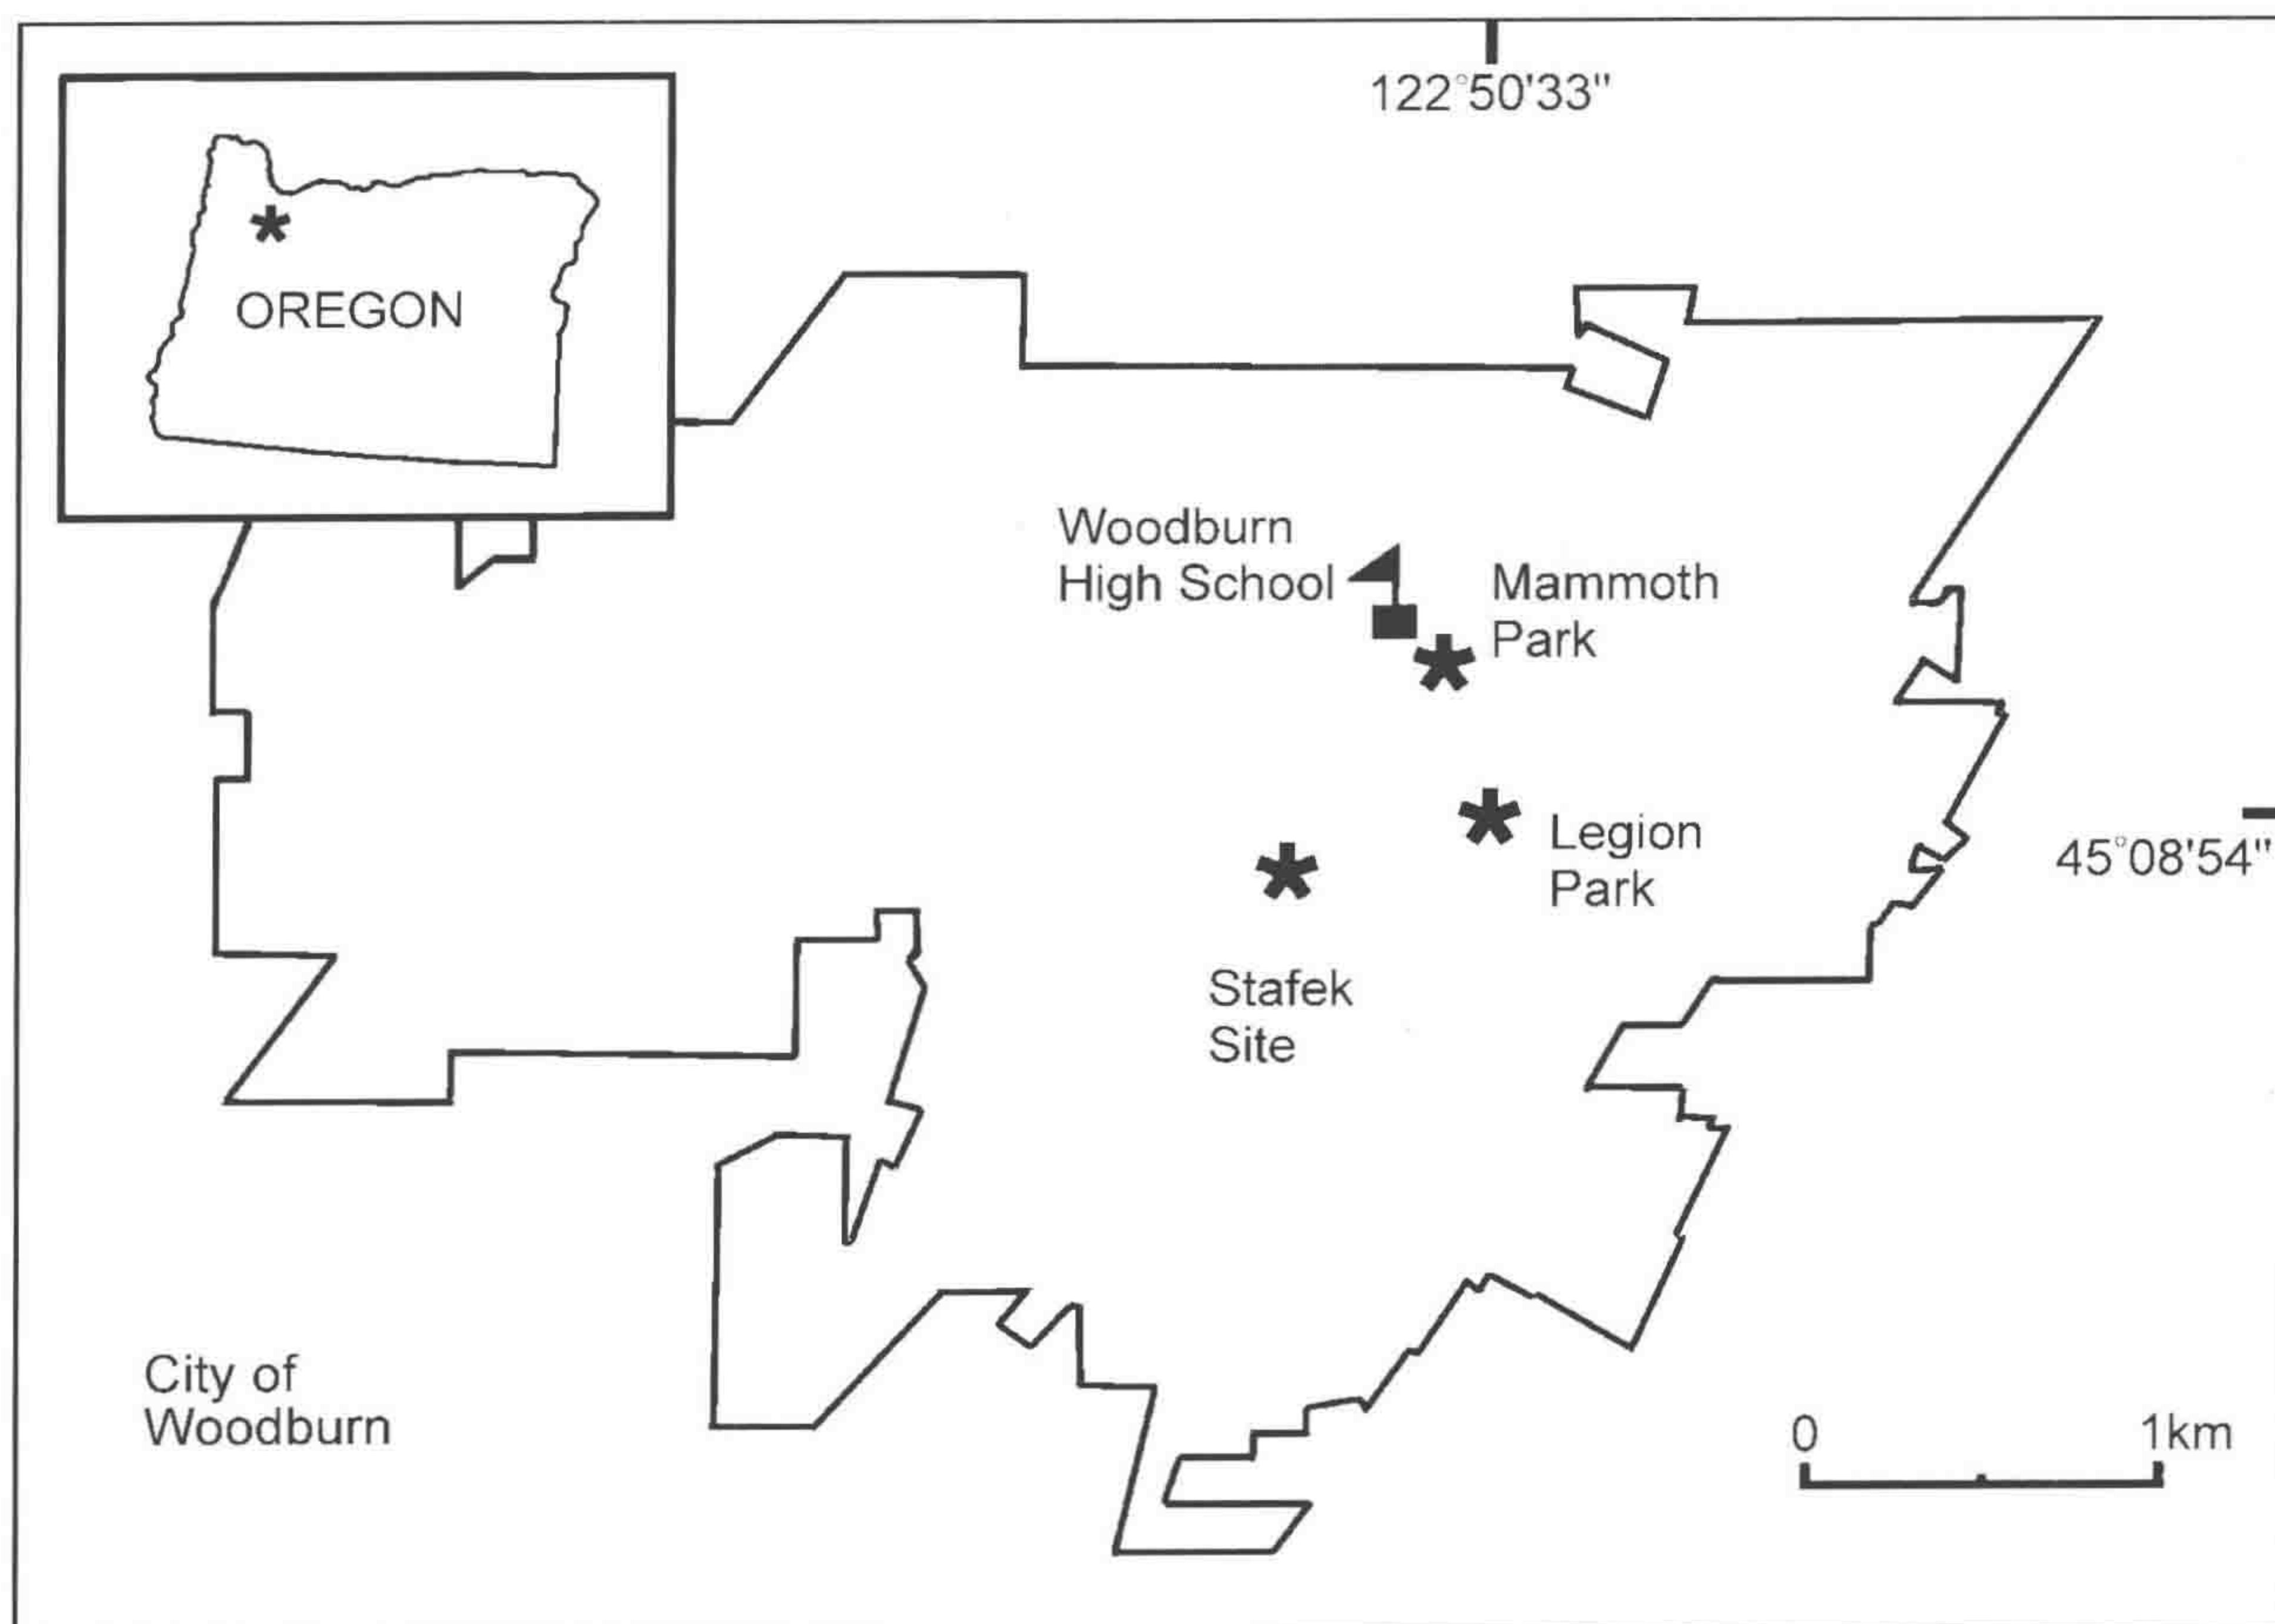 122°50'33"
OREGON
Woodburn
High School
Mammoth
Park
Legion
Park
45°08'54"
Stafek
Site
City of
Woodburn
0 1km